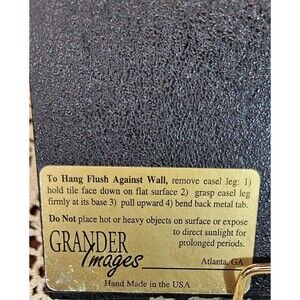 To Hang Flush Against Wall, remove easel leg: 1)
hold tile face down on flat surface 2) grasp easel leg
firmly at its base 3) pull upward 4) bend back metal tab.
Do Not place hot or heavy objects on surface or expose
to direct sunlight for
prolonged periods.
GRANDER
Images
Atlanta, GA
Hand Made in the USA